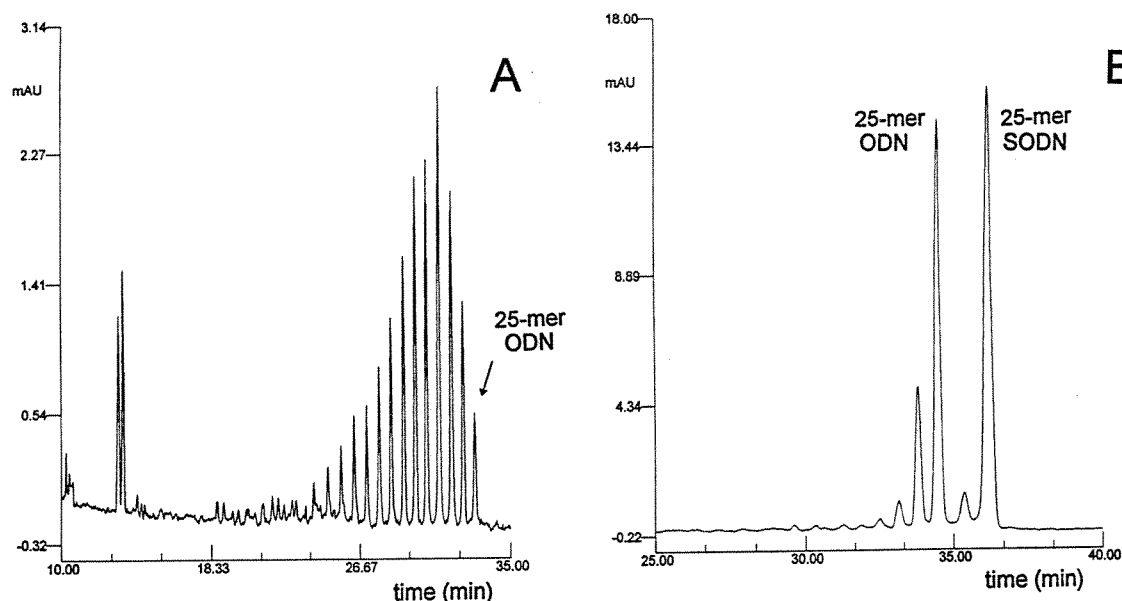 3.14
mAU
2.27
1.41
0.54
-0.32
10.00
18.33
26.67
35.00
time (min)
A
25-mer
ODN
18.00
mAU
13.44
8.89
4.34
-0.22
25.00
30.00
35.00
40.00
time (min)
25-mer
ODN
25-mer
SODN
B